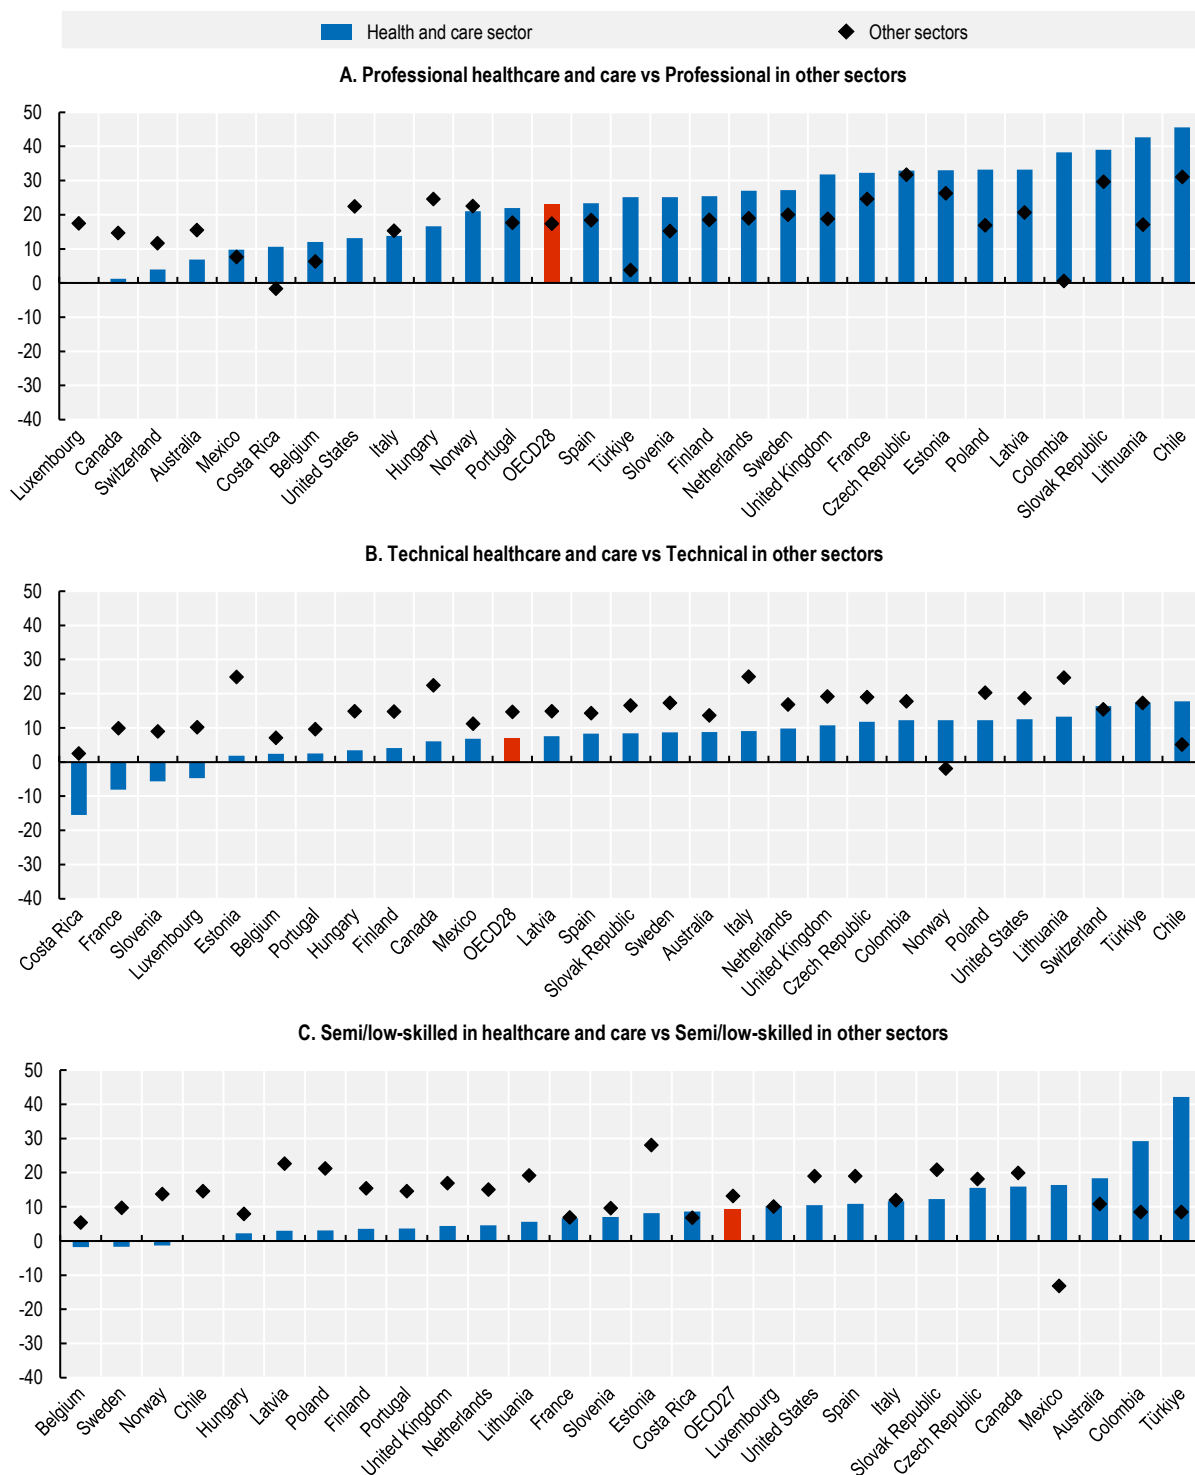 Health and care sector
Other sectors
A. Professional healthcare and care vs Professional in other sectors
50
40
30
20
10
0
-10
-20
-30
-40
Luxembourg
Canada
Switzerland
Australia
Mexico
Costa Rica
Belgium
United States
Italy
Hungary
Norway
Portugal
OECD28
Spain
Türkiye
Slovenia
Finland
Netherlands
Sweden
United Kingdom
France
Czech Republic
Estonia
Poland
Latvia
Colombia
Slovak Republic
Lithuania
Chile
B. Technical healthcare and care vs Technical in other sectors
50
40
30
20
10
0
-10
-20
-30
-40
Costa Rica
France
Slovenia
Luxembourg
Estonia
Belgium
Portugal
Hungary
Finland
Canada
Mexico
OECD28
Latvia
Spain
Slovak Republic
Sweden
Australia
Italy
Netherlands
United Kingdom
Czech Republic
Colombia
Norway
Poland
United States
Lithuania
Switzerland
Türkiye
Chile
C. Semi/low-skilled in healthcare and care vs Semi/low-skilled in other sectors
50
40
30
20
10
0
-10
-20
-30
-40
Belgium
Sweden
Norway
Chile
Hungary
Latvia
Poland
Finland
Portugal
United Kingdom
Netherlands
Lithuania
France
Slovenia
Estonia
Costa Rica
OECD27
Luxembourg
United States
Spain
Italy
Slovak Republic
Czech Republic
Canada
Mexico
Australia
Colombia
Türkiye